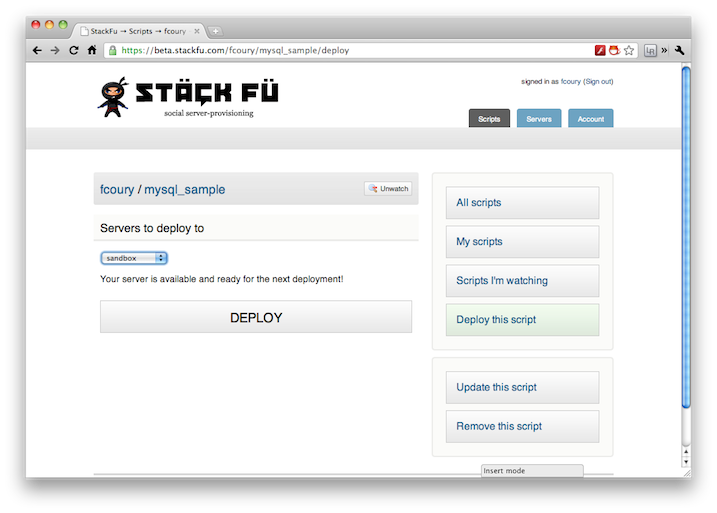 StackFu → Scripts → fcoury
https://beta.stackfu.com/fcoury/mysql_sample/deploy
STÄÇK FÜ
social server-provisioning
signed in as fcoury (Sign out)
Scripts
Servers
Account
fcoury / mysql_sample
Unwatch
Servers to deploy to
sandbox
Your server is available and ready for the next deployment!
DEPLOY
All scripts
My scripts
Scripts I'm watching
Deploy this script
Update this script
Remove this script
Insert mode